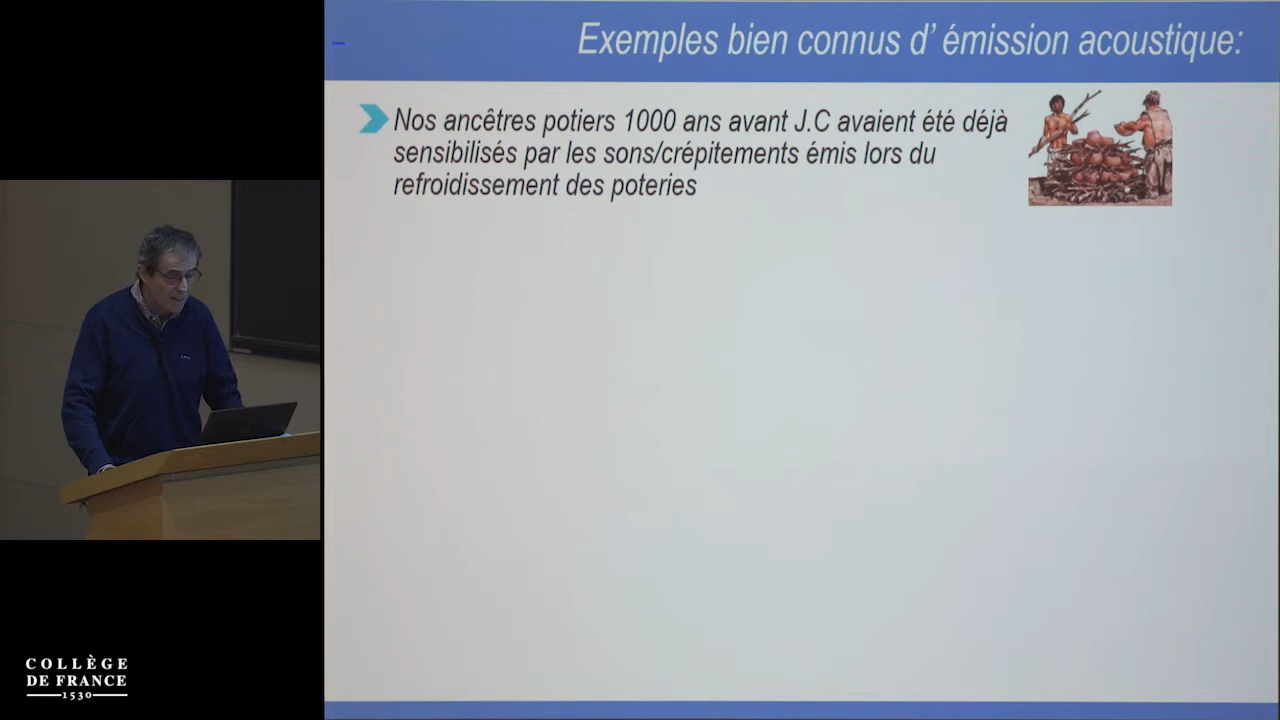 Exemples bien connus d' émission acoustique:
Nos ancêtres potiers 1000 ans avant J.C avaient été déjà
sensibilisés par les sons/crépitements émis lors du
refroidissement des poteries
COLLÈGE
DE FRANCE
1530